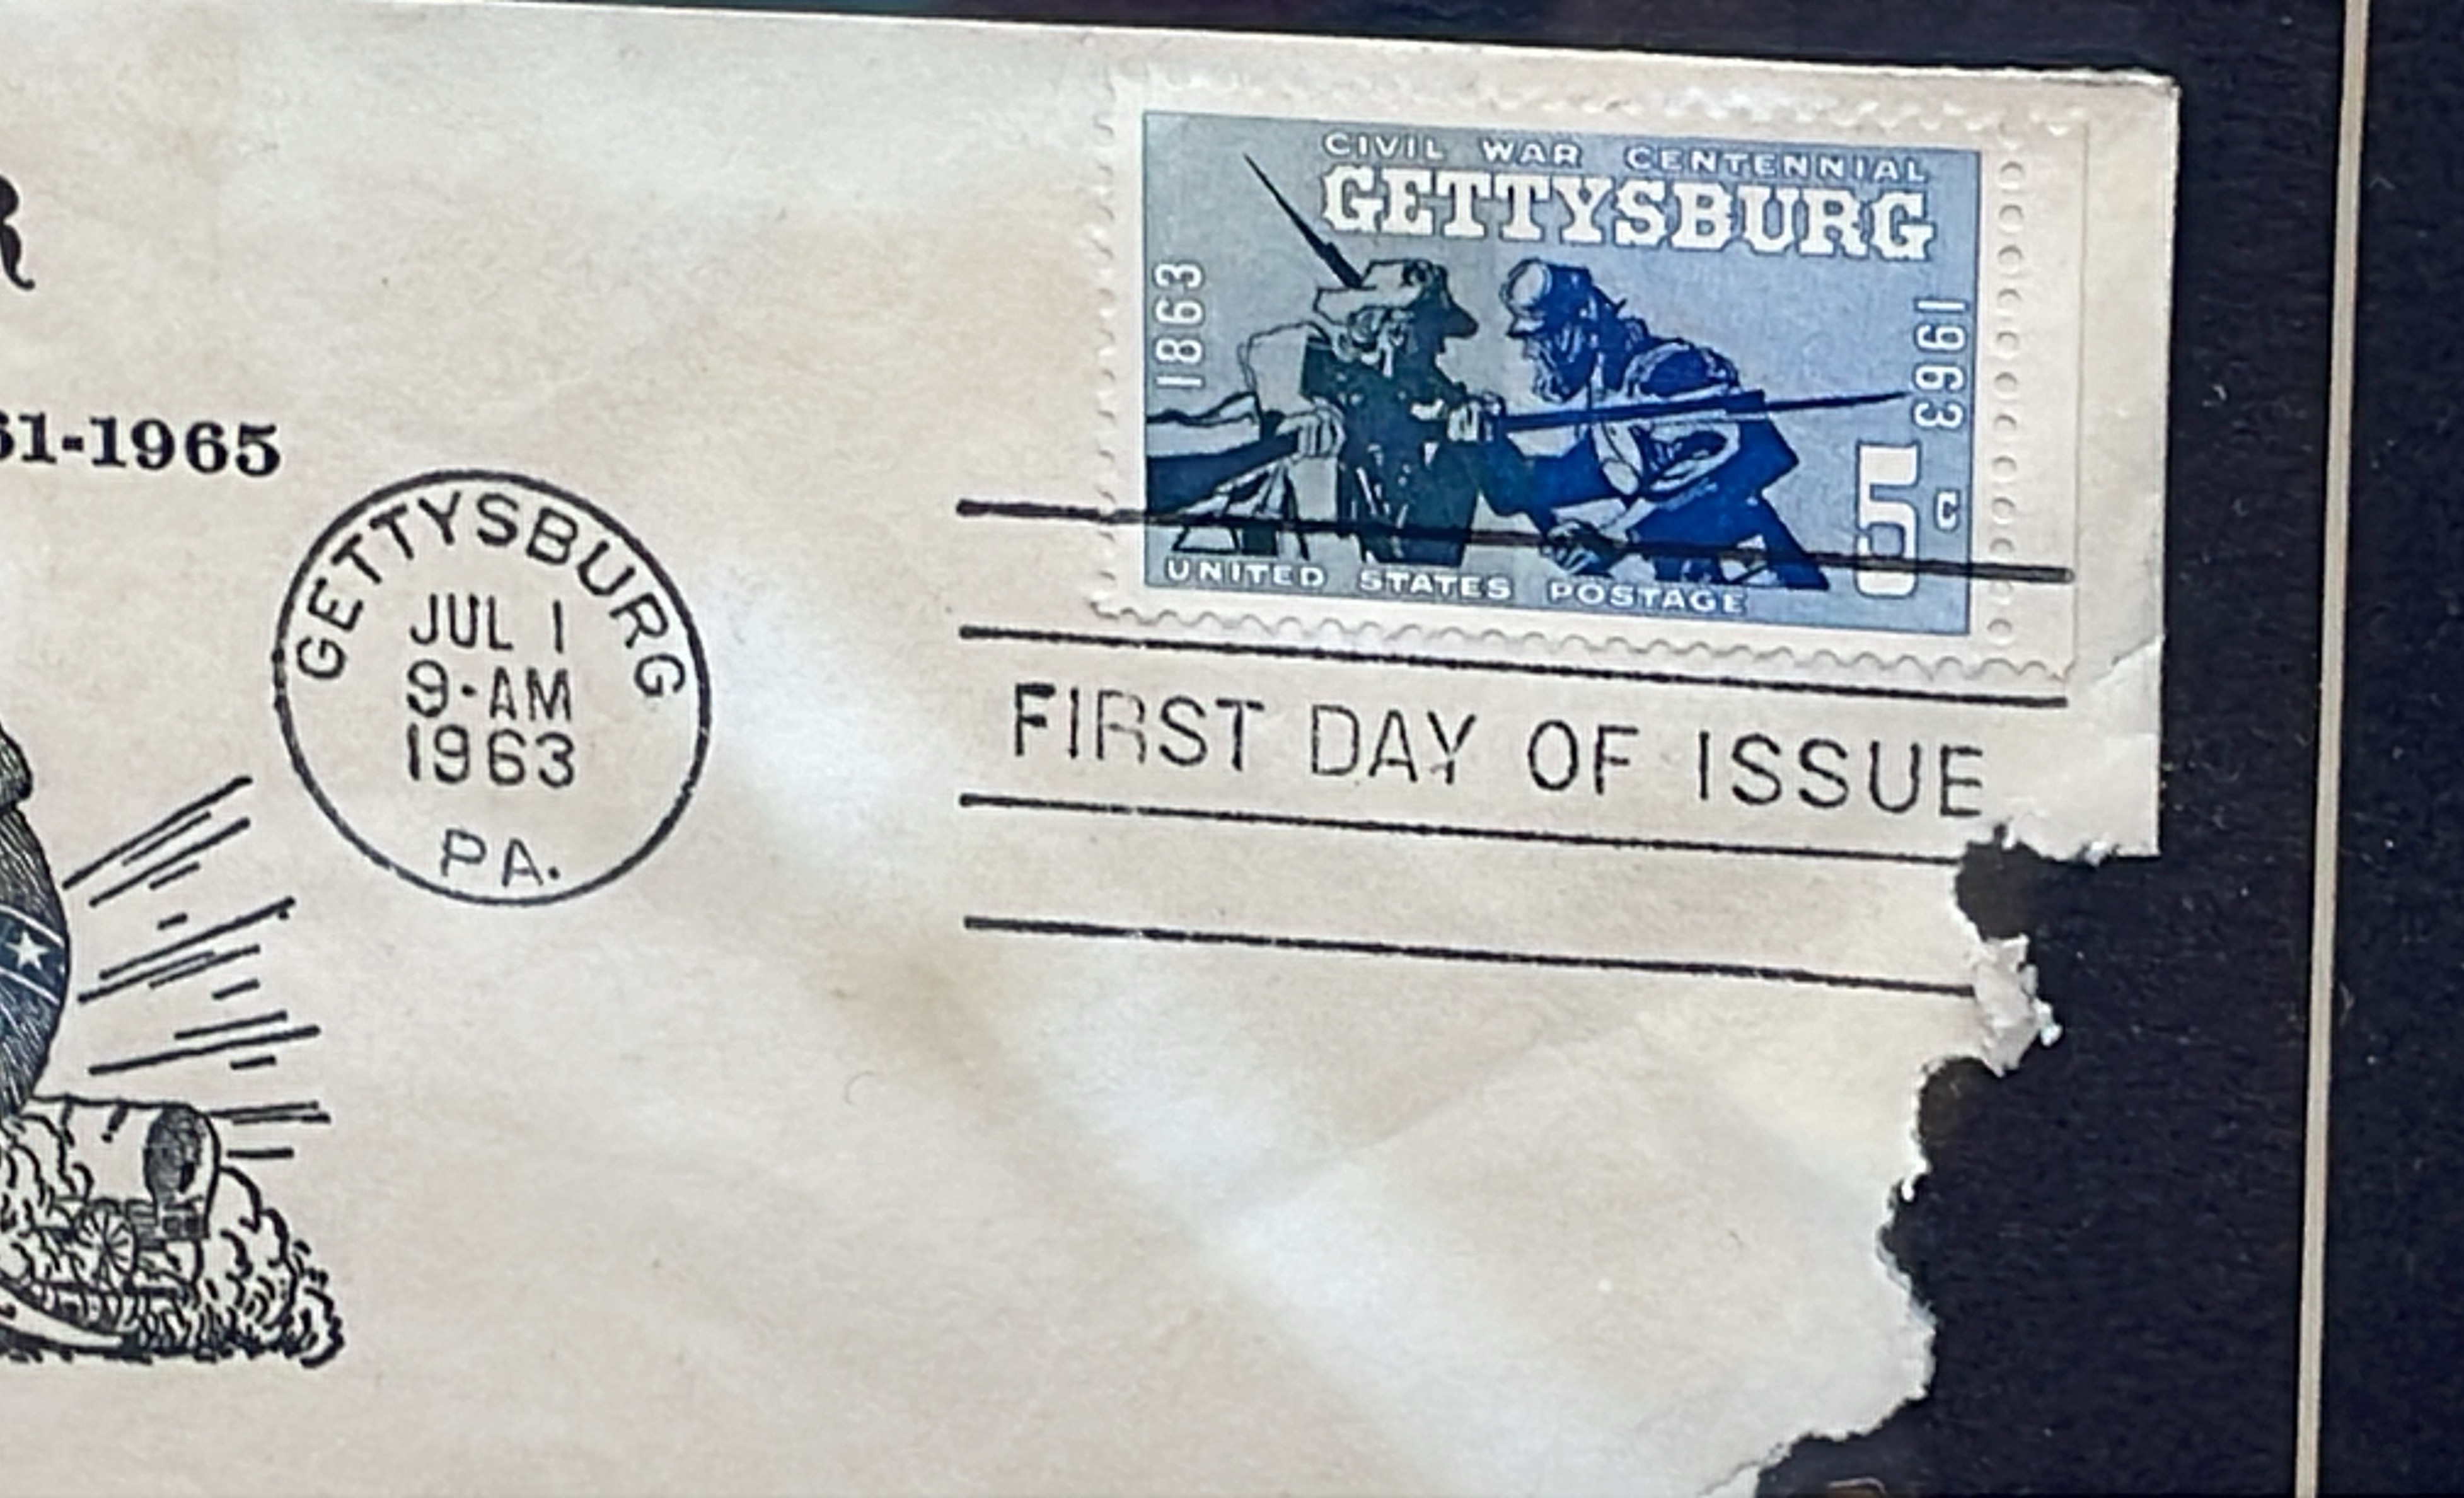 CIVIL WAR CENTENNIAL
GETTYSBURG
1863
1963
5c
UNITED STATES POSTAGE
61-1965
GETTYSBURG
JUL 1
9-AM
1963
PA.
FIRST DAY OF ISSUE